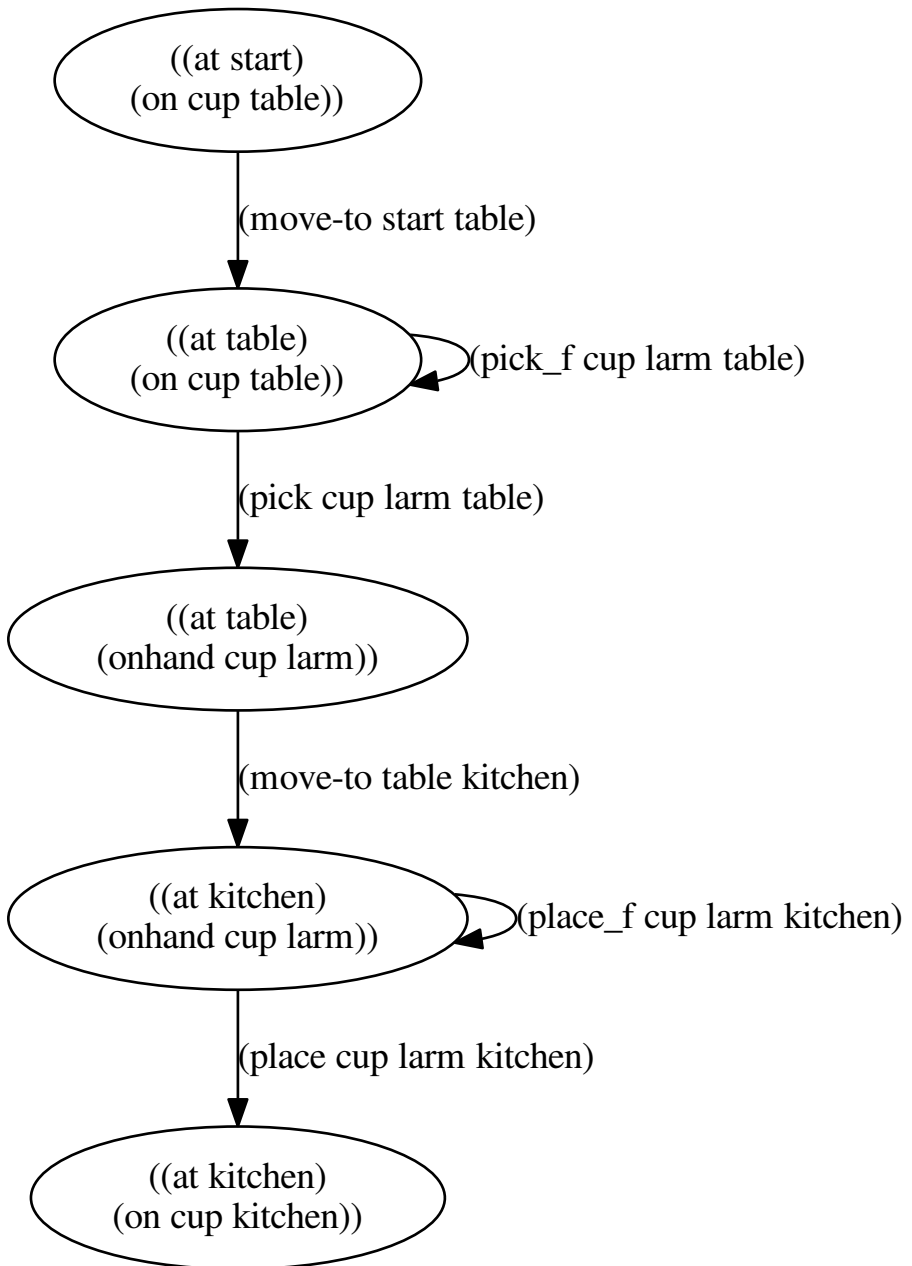 ((at start)
(on cup table))
(move-to start table)
((at table)
(on cup table))
(pick_f cup larm table)
(pick cup larm table)
((at table)
(onhand cup larm))
(move-to table kitchen)
((at kitchen)
(onhand cup larm))
(place_f cup larm kitchen)
(place cup larm kitchen)
((at kitchen)
(on cup kitchen))